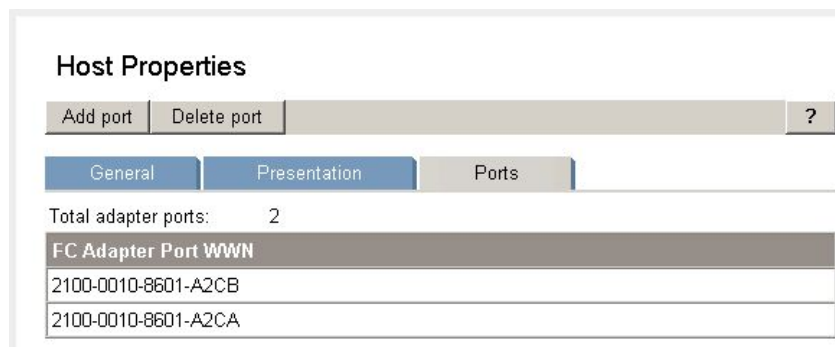 Host Properties
Add port Delete port ?
General Presentation Ports
Total adapter ports: 2
FC Adapter Port WWN
2100-0010-8601-A2CB
2100-0010-8601-A2CA